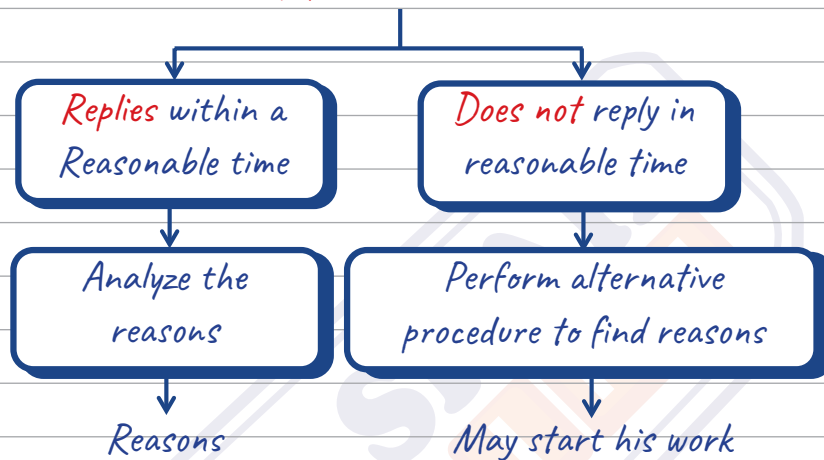 Replies within a
Reasonable time
Does not reply in
reasonable time
Analyze the
reasons
Perform alternative
procedure to find reasons
Reasons
May start his work